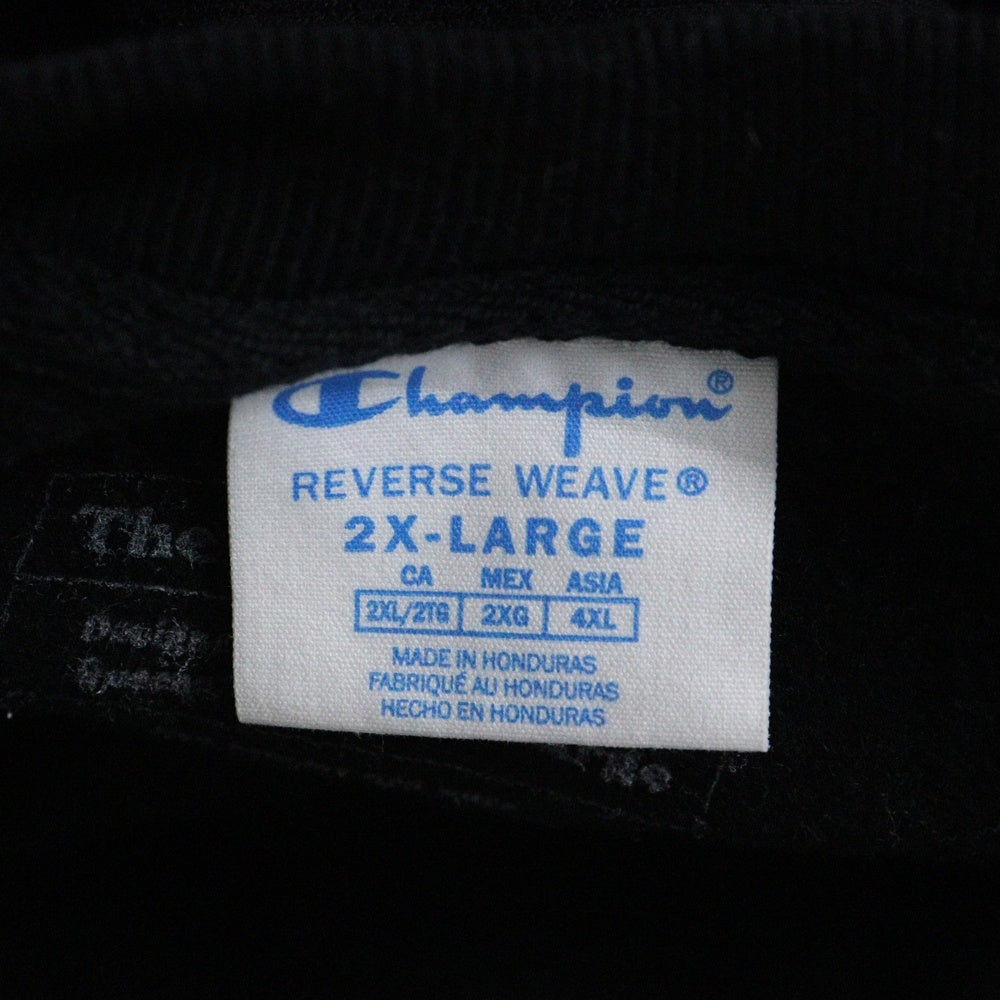 Champion®
REVERSE WEAVE®
2X-LARGE
CA MEX ASIA
2XL/2TG 2XG 4XL
MADE IN HONDURAS
FABRIQUÉ AU HONDURAS
HECHO EN HONDURAS
The